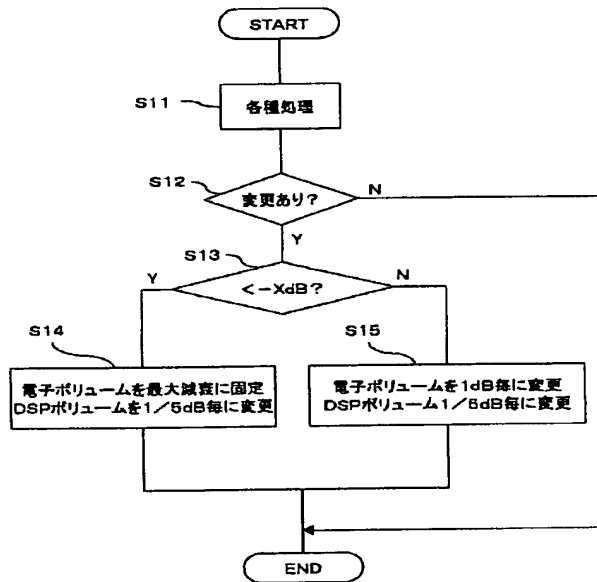 START
S11
各種処理
S12
変更あり?
N
Y
S13
<-XdB?
Y
N
S14
電子ボリュームを最大減衰に固定
DSPボリュームを1/5dB毎に変更
S15
電子ボリュームを1dB毎に変更
DSPボリューム1/5dB毎に変更
END